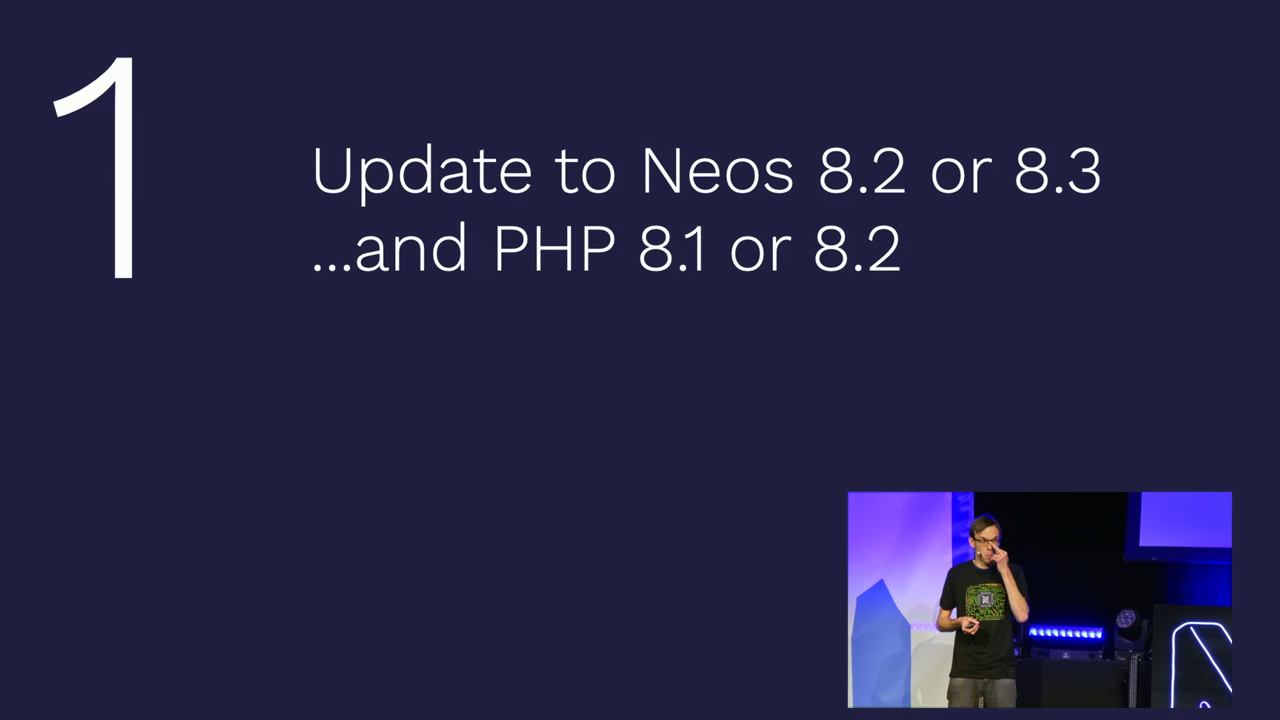 1
Update to Neos 8.2 or 8.3
...and PHP 8.1 or 8.2